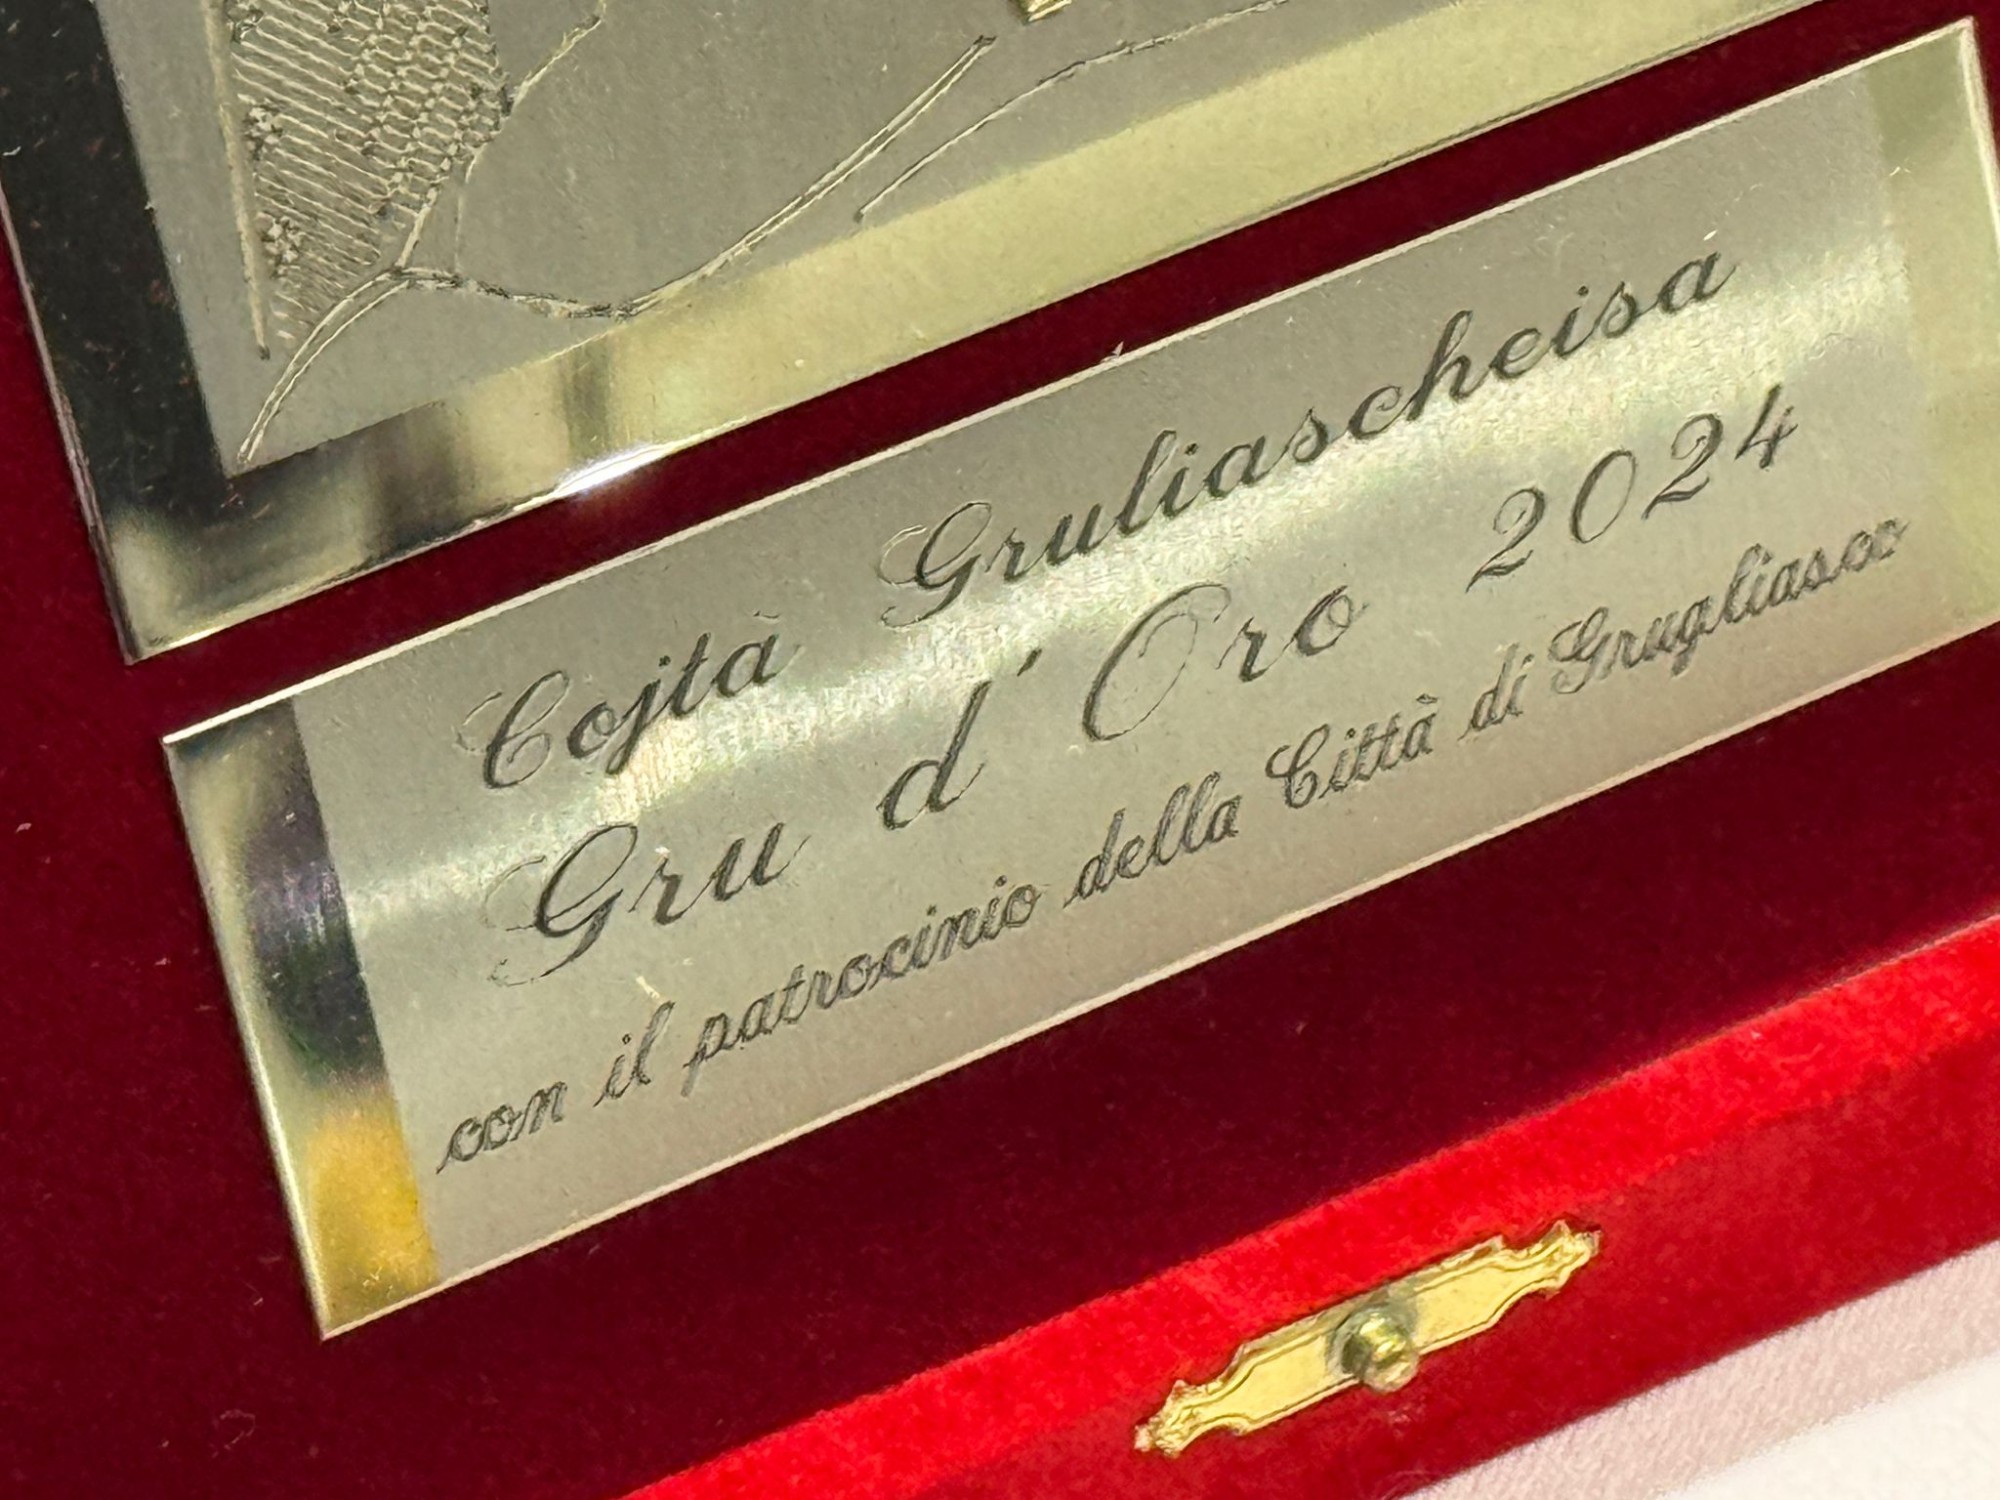 Cojtà Gruliascheisa
Gru d'Oro 2024
con il patrocinio della Città di Grugliasco